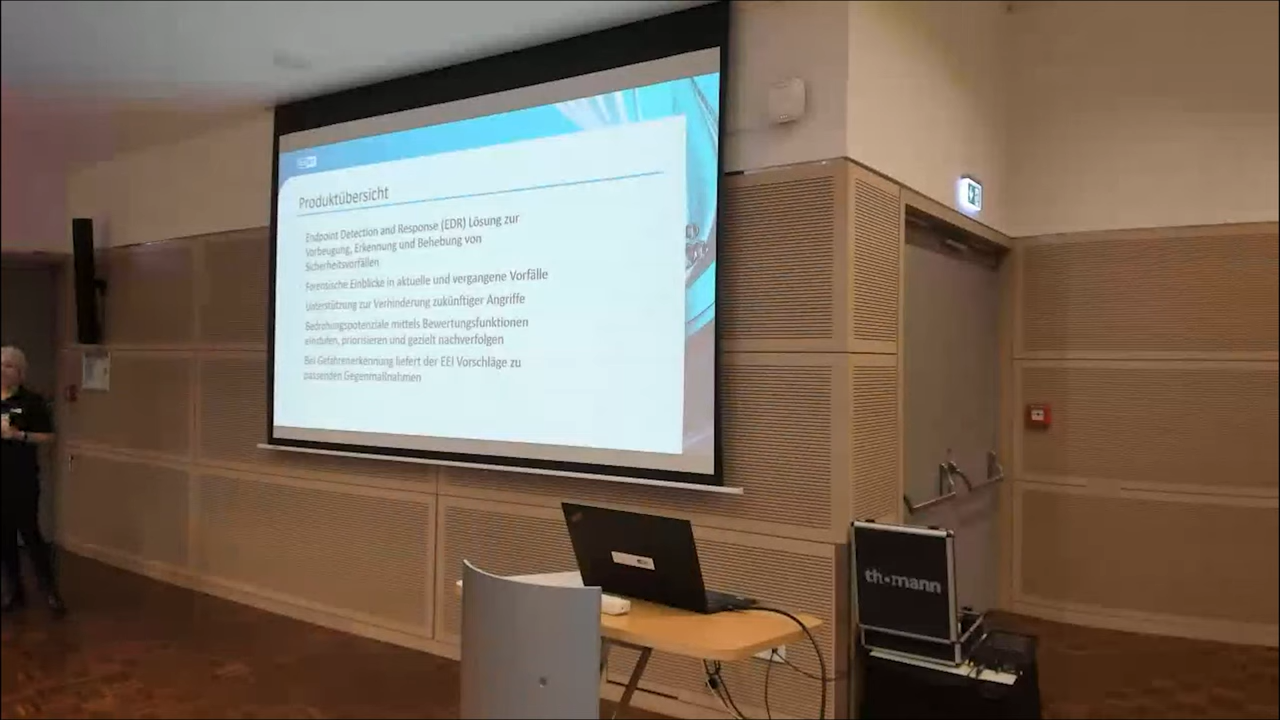 Produktübersicht
Endpoint Detection and Response (EDR) Lösung zur
Vorbeugung, Erkennung und Behebung von
Sicherheitsvorfällen
Forensische Einblicke in aktuelle und vergangene Vorfälle
Unterstützung zur Verhinderung zukünftiger Angriffe
Bedrohungspotenziale mittels Bewertungsfunktionen
einstufen, priorisieren und gezielt nachverfolgen
Bei Gefahrenerkennung liefert der EEI Vorschläge zu
passenden Gegenmaßnahmen
th•mann